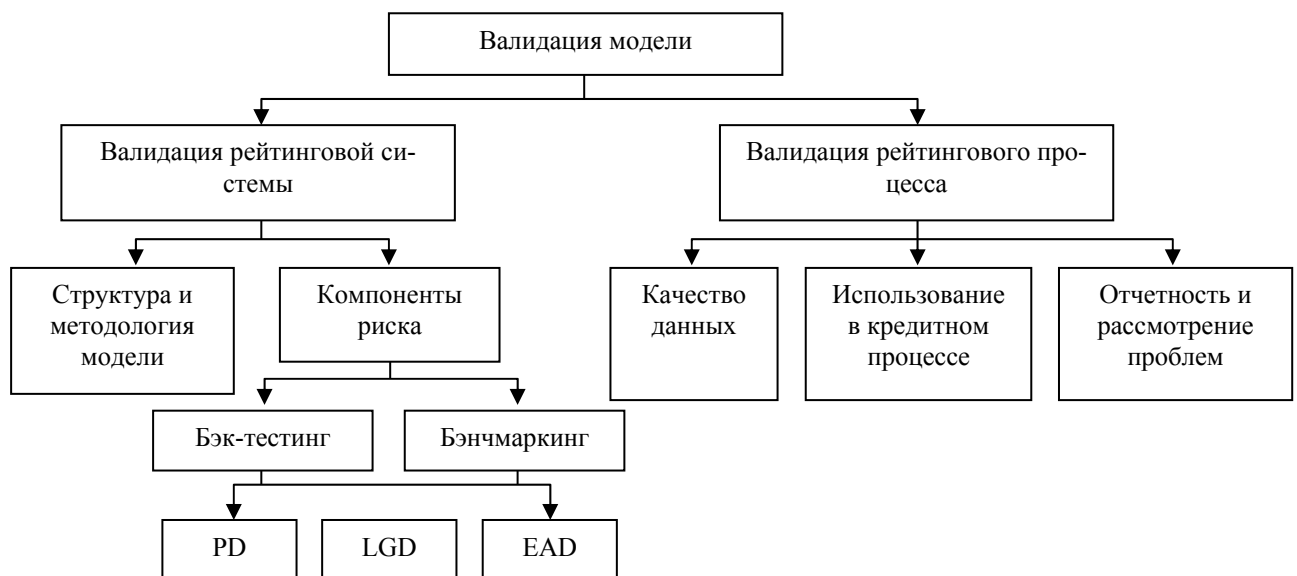 Валидация модели
Валидация рейтинговой си-
стемы
Валидация рейтингового про-
цесса
Структура и
методология
модели
Компоненты
риска
Качество
данных
Использование
в кредитном
процессе
Отчетность и
рассмотрение
проблем
Бэк-тестинг
Бэнчмаркинг
PD
LGD
EAD